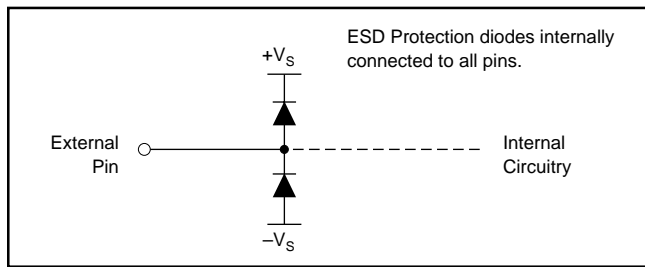 ESD Protection diodes internally
connected to all pins.
+VS
External
Pin
Internal
Circuitry
–VS